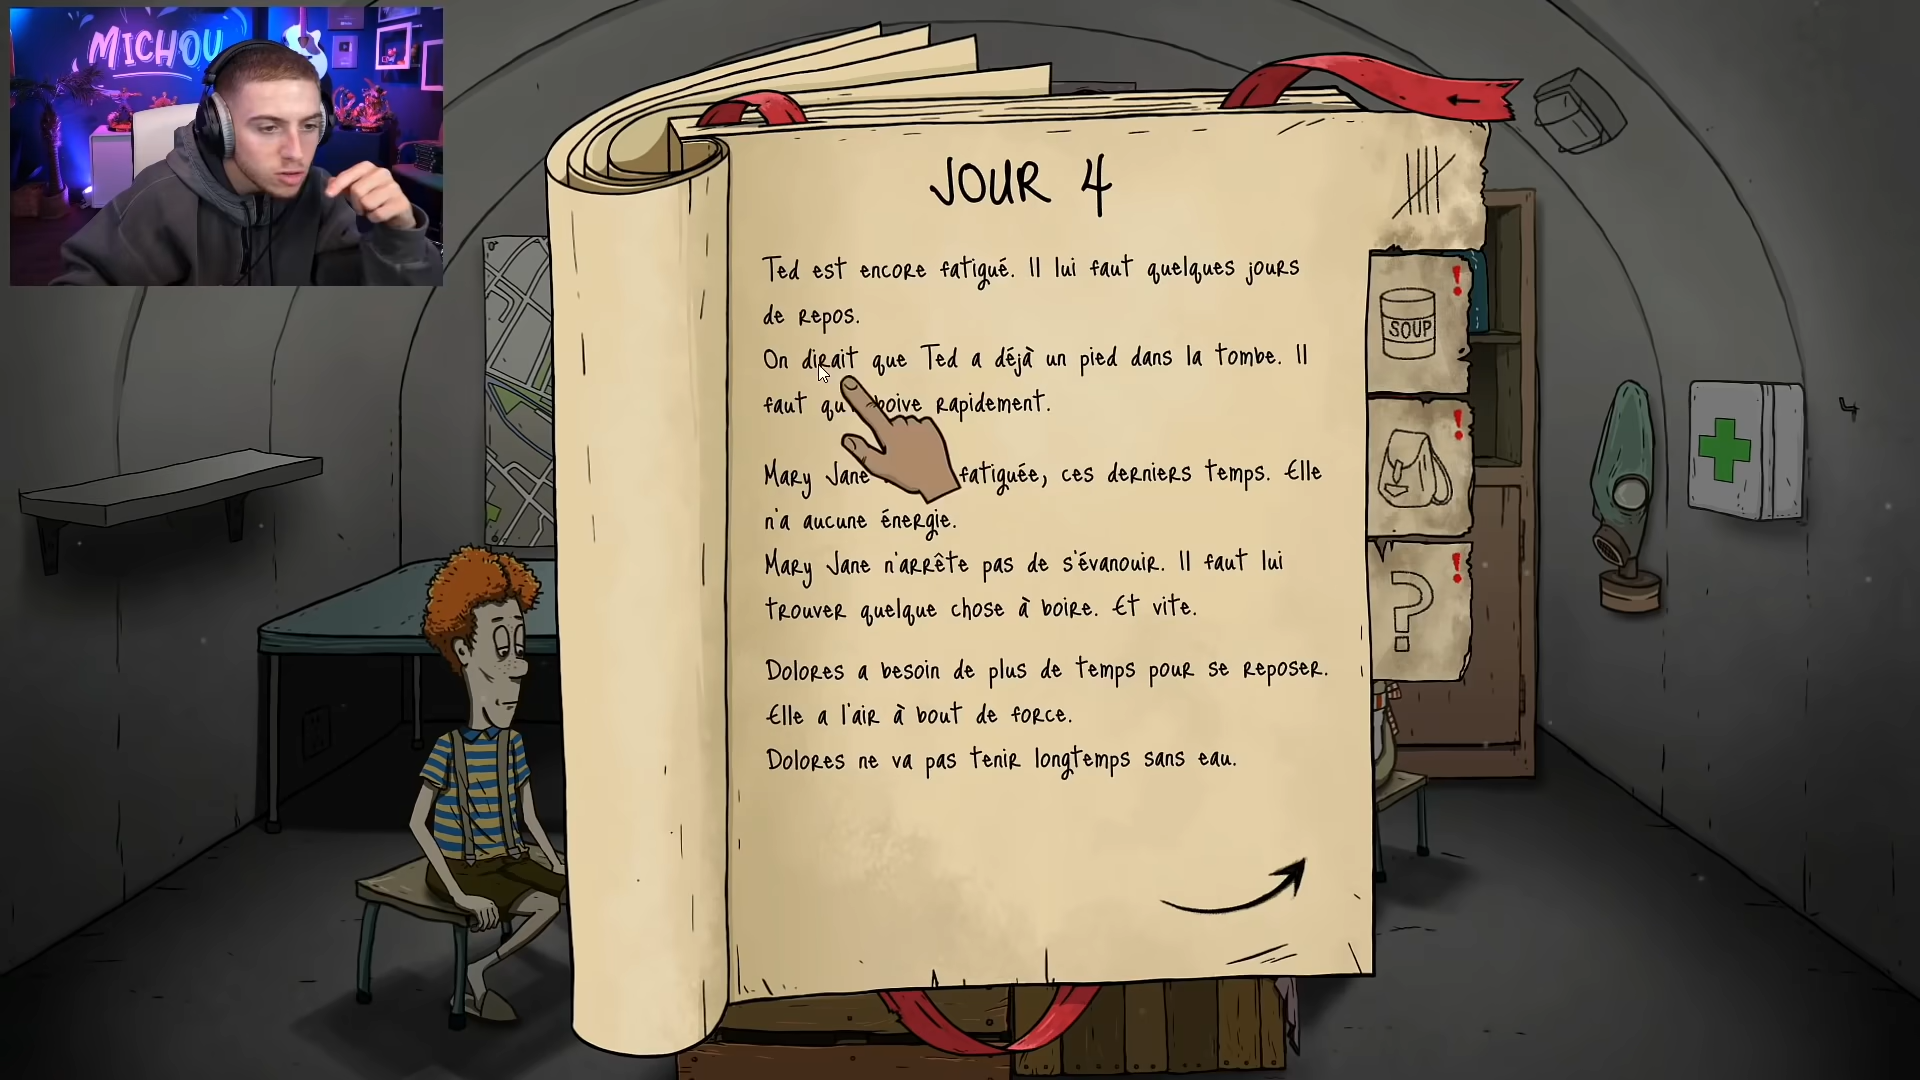 MICHOU
JOUR 4
Ted est encore fatigué. Il lui faut quelques jours
de repos.
On dirait que Ted a déjà un pied dans la tombe. Il
faut boive rapidement.
Mary Jane fatiguée, ces derniers temps. Elle
n'a aucune énergie.
Mary Jane n'arrête pas de s'évanouir. Il faut lui
trouver quelque chose à boire. Et vite.
Dolores a besoin de plus de temps pour se reposer.
Elle a l'air à bout de force.
Dolores ne va pas tenir longtemps sans eau.
!
SOUP
!
!
?
4